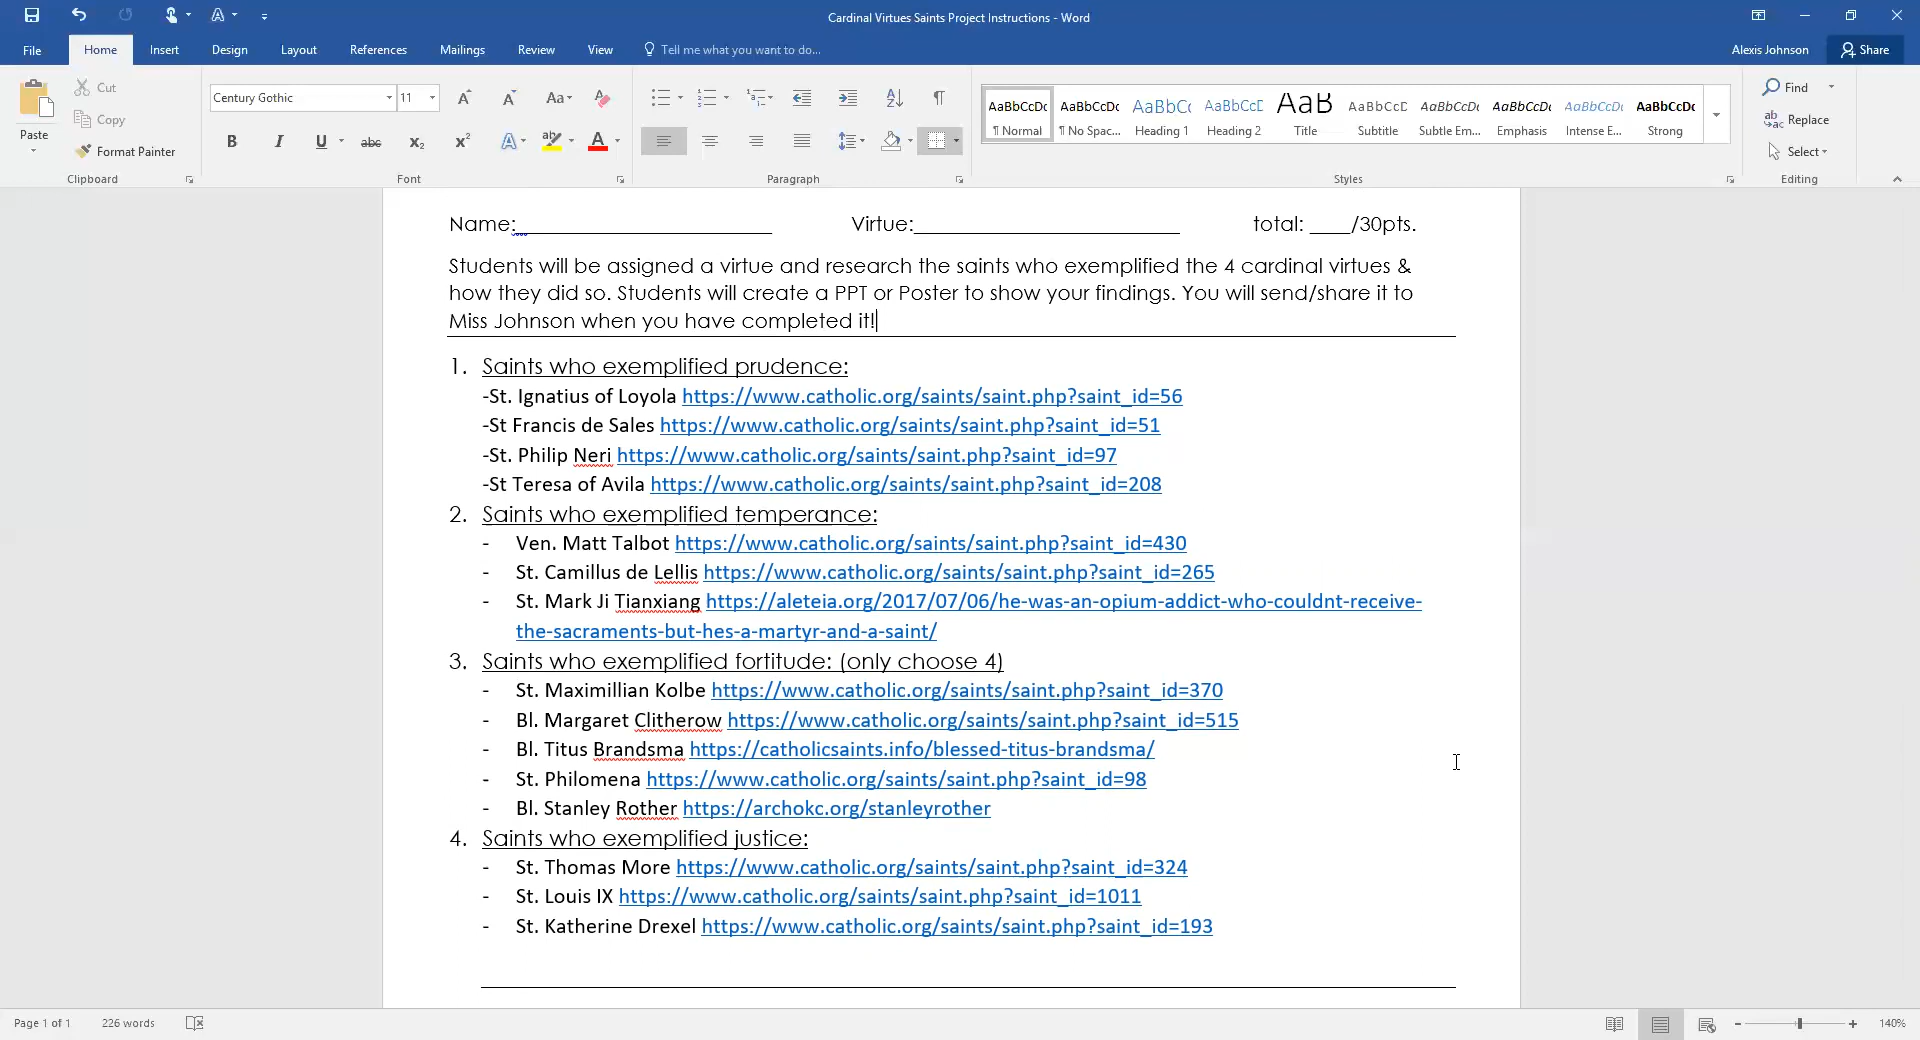 Cardinal Virtues Saints Project Instructions - Word
File Home Insert Design Layout References Mailings Review View Tell me what you want to do... Alexis Johnson Share
Paste
Cut
Copy
Format Painter
Clipboard
Century Gothic 11
Font
Paragraph
AaBbCcDc AaBbCcDc AaBbCc AaBbCcD AaB AaBbCcD AaBbCcDc AaBbCcDc AaBbCcDc AaBbCcDc
¶ Normal ¶ No Spac... Heading 1 Heading 2 Title Subtitle Subtle Em... Emphasis Intense E... Strong
Styles
Find
Replace
Select
Editing
Name:_______________________ Virtue:________________________ total: ____/30pts.
Students will be assigned a virtue and research the saints who exemplified the 4 cardinal virtues &
how they did so. Students will create a PPT or Poster to show your findings. You will send/share it to
Miss Johnson when you have completed it!
1. Saints who exemplified prudence:
-St. Ignatius of Loyola https://www.catholic.org/saints/saint.php?saint_id=56
-St Francis de Sales https://www.catholic.org/saints/saint.php?saint_id=51
-St. Philip Neri https://www.catholic.org/saints/saint.php?saint_id=97
-St Teresa of Avila https://www.catholic.org/saints/saint.php?saint_id=208
2. Saints who exemplified temperance:
- Ven. Matt Talbot https://www.catholic.org/saints/saint.php?saint_id=430
- St. Camillus de Lellis https://www.catholic.org/saints/saint.php?saint_id=265
- St. Mark Ji Tianxiang https://aleteia.org/2017/07/06/he-was-an-opium-addict-who-couldnt-receive-
the-sacraments-but-hes-a-martyr-and-a-saint/
3. Saints who exemplified fortitude: (only choose 4)
- St. Maximillian Kolbe https://www.catholic.org/saints/saint.php?saint_id=370
- Bl. Margaret Clitherow https://www.catholic.org/saints/saint.php?saint_id=515
- Bl. Titus Brandsma https://catholicsaints.info/blessed-titus-brandsma/
- St. Philomena https://www.catholic.org/saints/saint.php?saint_id=98
- Bl. Stanley Rother https://archokc.org/stanleyrother
4. Saints who exemplified justice:
- St. Thomas More https://www.catholic.org/saints/saint.php?saint_id=324
- St. Louis IX https://www.catholic.org/saints/saint.php?saint_id=1011
- St. Katherine Drexel https://www.catholic.org/saints/saint.php?saint_id=193
Page 1 of 1 226 words 140%